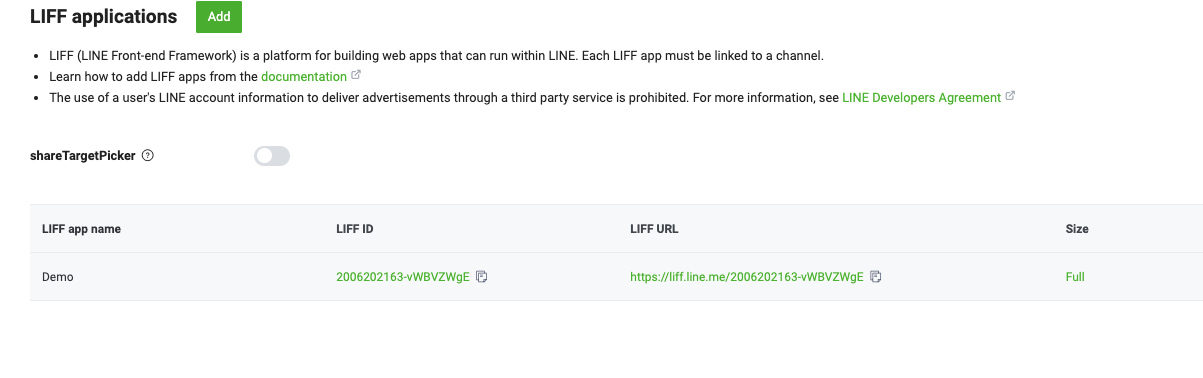 LIFF applications Add
LIFF (LINE Front-end Framework) is a platform for building web apps that can run within LINE. Each LIFF app must be linked to a channel.
Learn how to add LIFF apps from the documentation
The use of a user's LINE account information to deliver advertisements through a third party service is prohibited. For more information, see LINE Developers Agreement
shareTargetPicker
LIFF app name LIFF ID LIFF URL Size
Demo 2006202163-vWBVZWgE https://liff.line.me/2006202163-vWBVZWgE Full